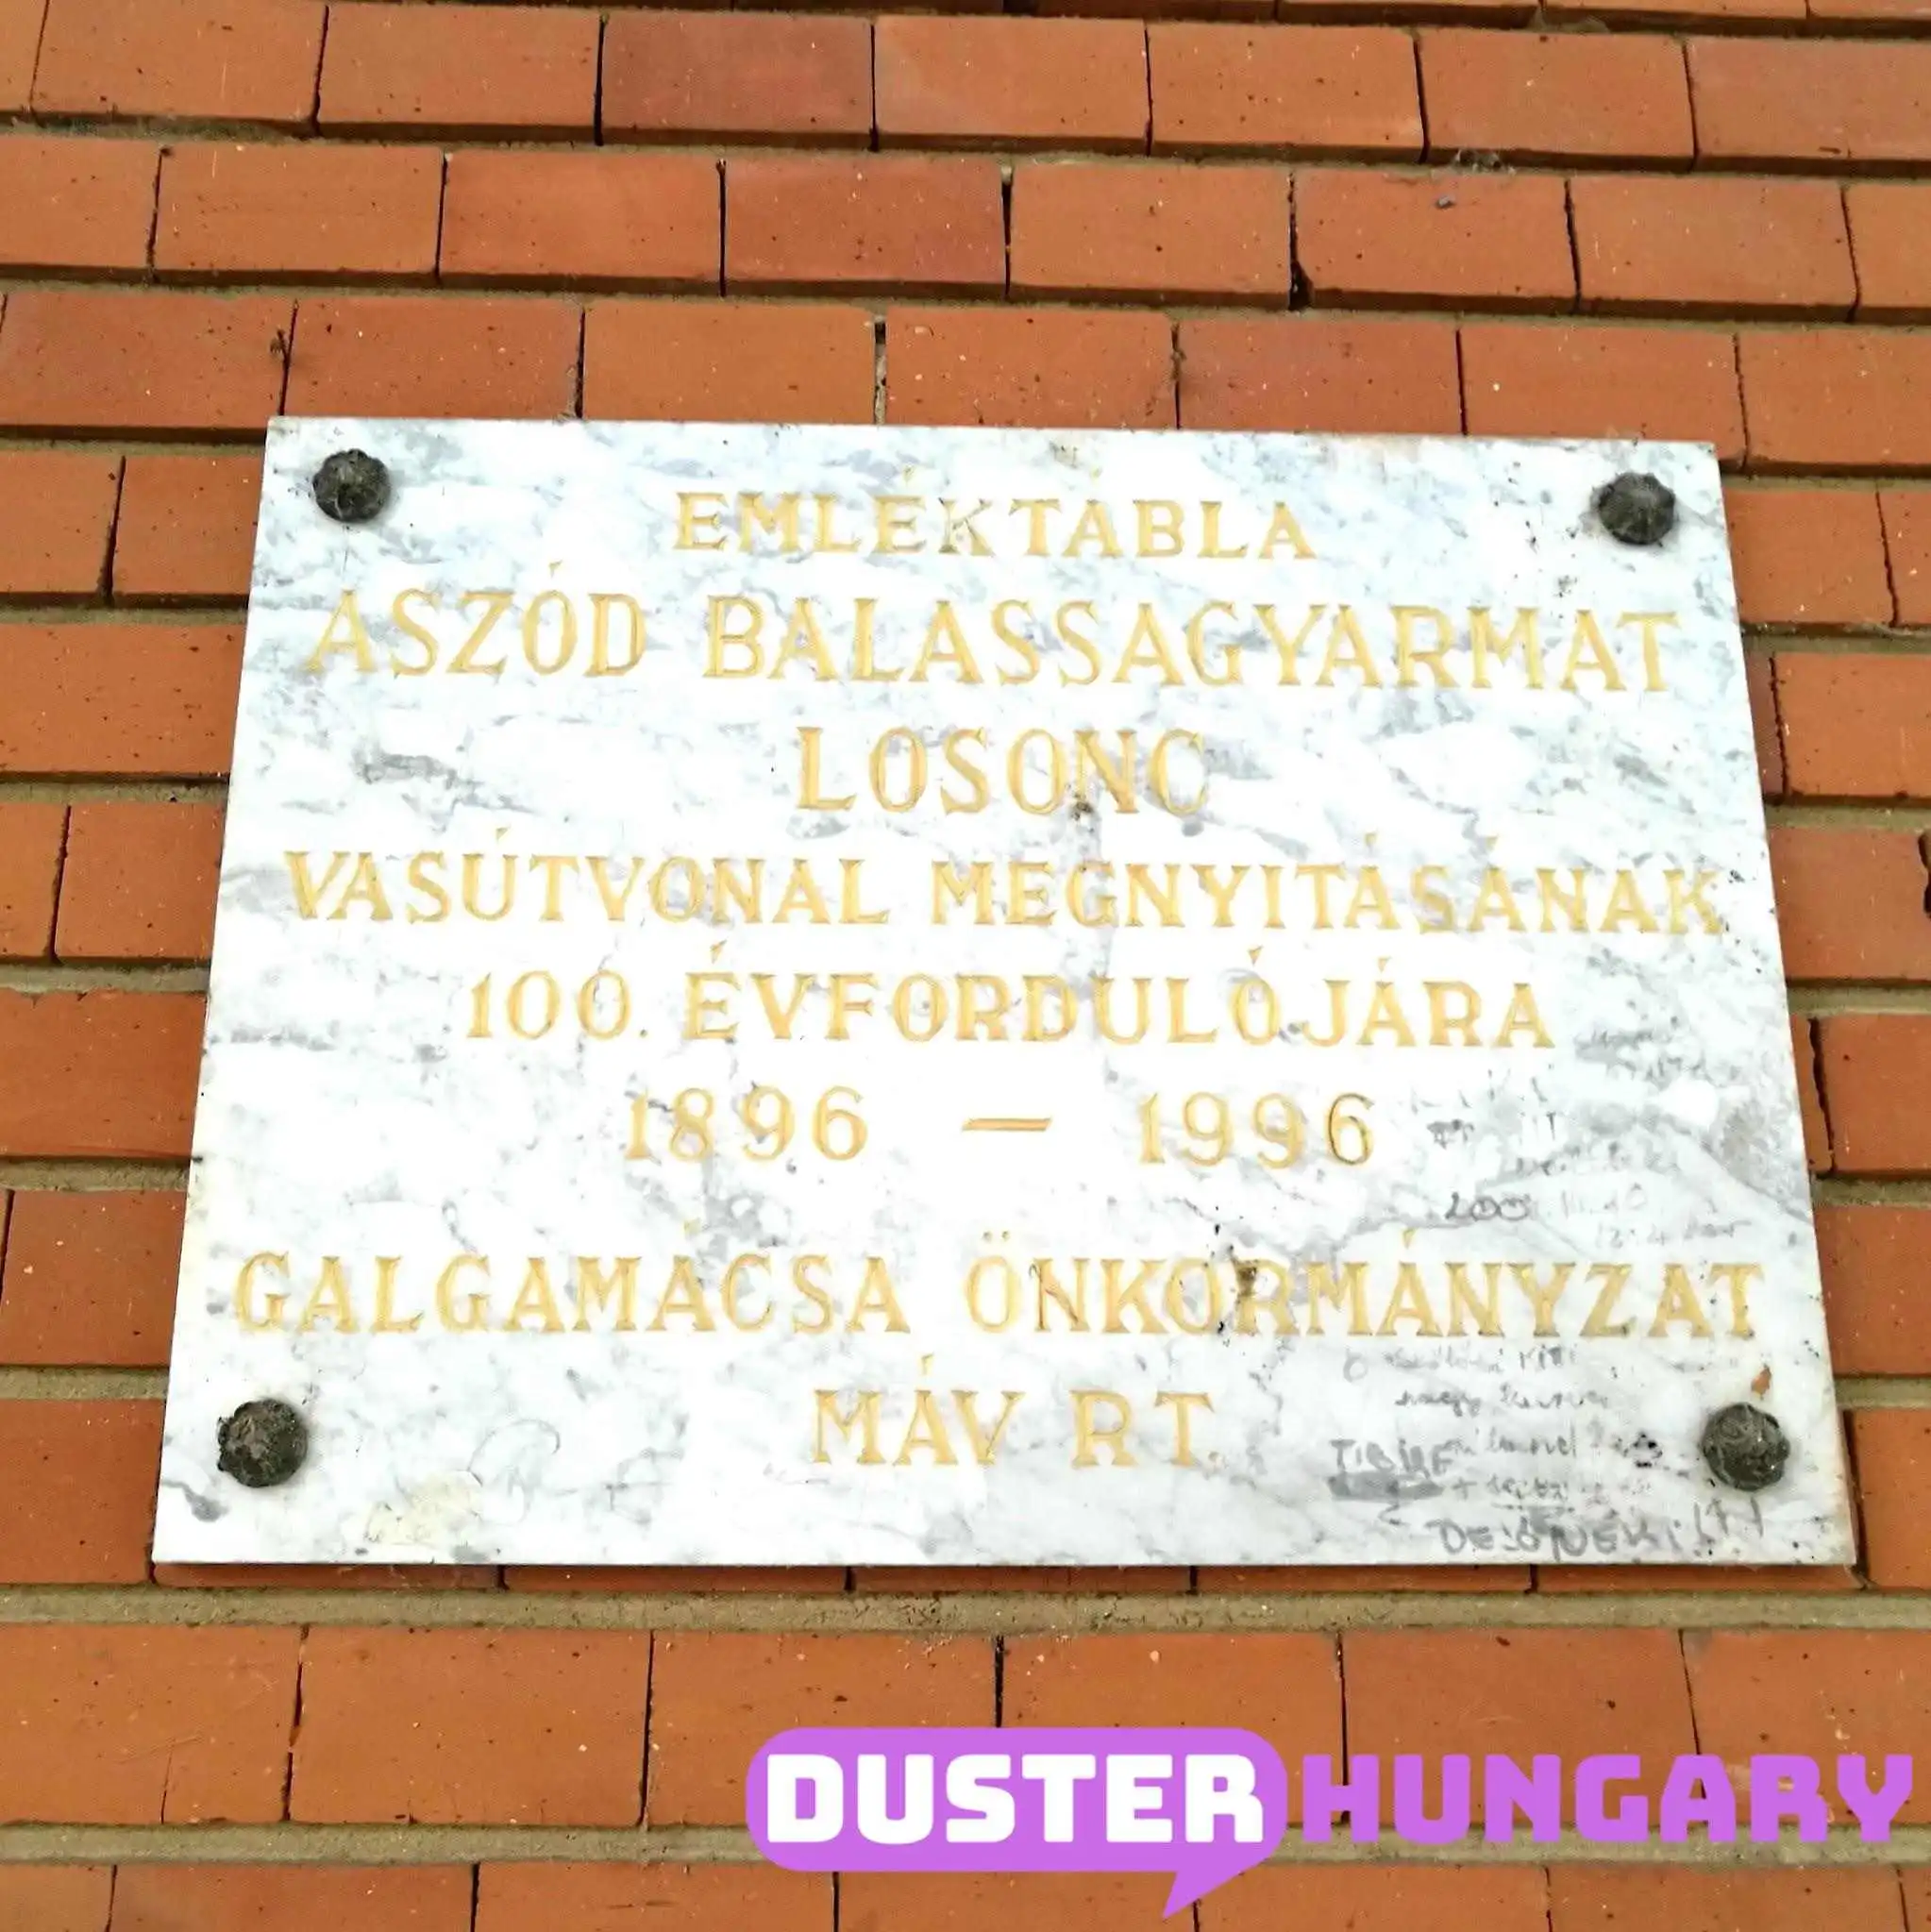 EMLÉKTÁBLA
ASZÓD BALASSAGYARMAT
LOSONC
VASÚTVONAL MEGNYITÁSÁNAK
100. ÉVFORDULÓJÁRA
1896 — 1996
GALGAMÁCSA ÖNKORMÁNYZAT
MÁV RT.
DUSTER HUNGARY